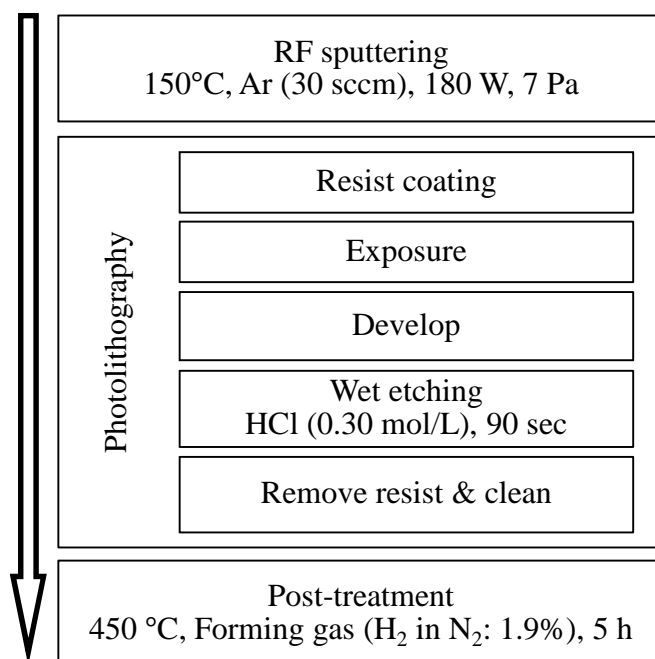 RF sputtering
150°C, Ar (30 sccm), 180 W, 7 Pa
Photolithography
Resist coating
Exposure
Develop
Wet etching
HCl (0.30 mol/L), 90 sec
Remove resist & clean
Post-treatment
450 °C, Forming gas (H₂ in N₂: 1.9%), 5 h